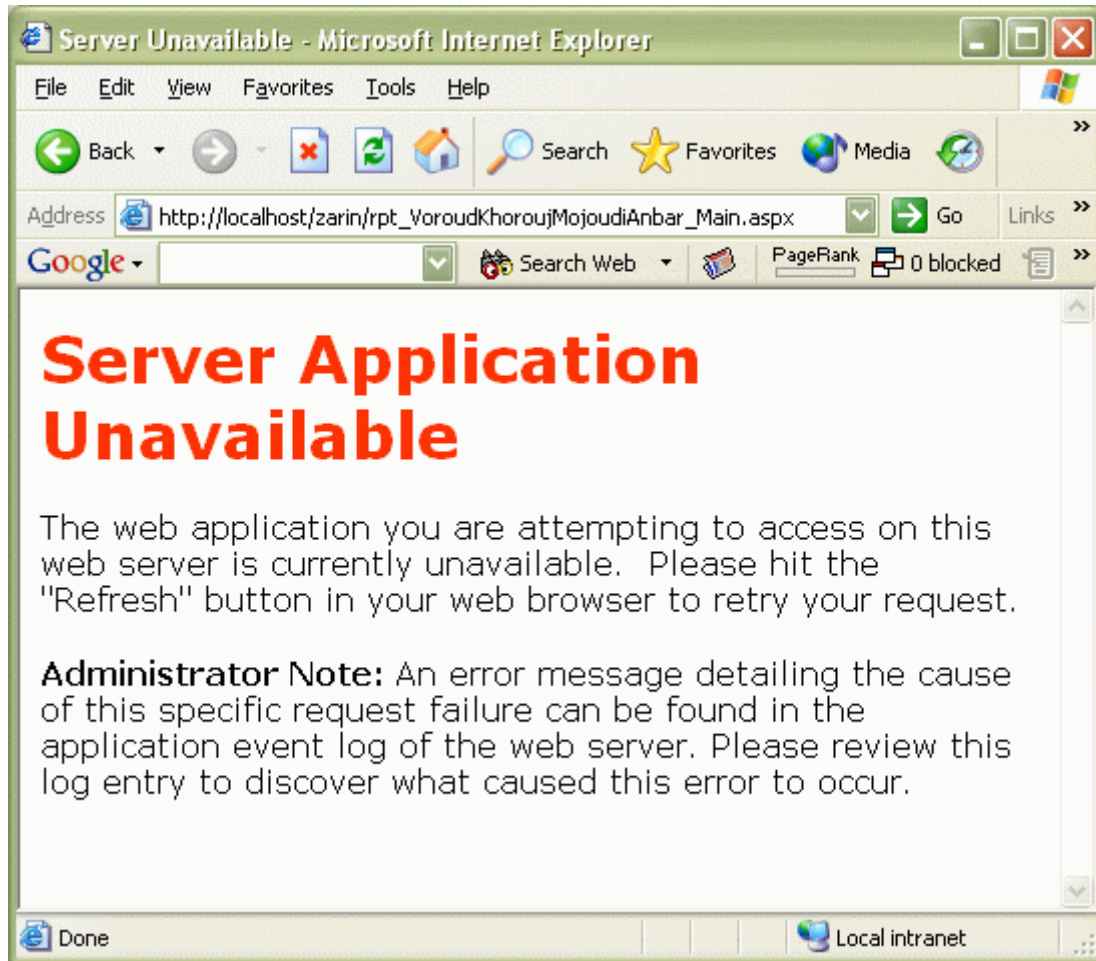 Server Unavailable - Microsoft Internet Explorer
File Edit View Favorites Tools Help
Back Search Favorites Media »
Address http://localhost/zarin/rpt_VoroudKhoroujMojoudiAnbar_Main.aspx Go Links »
Google Search Web PageRank 0 blocked »
Server Application
Unavailable
The web application you are attempting to access on this
web server is currently unavailable.  Please hit the
"Refresh" button in your web browser to retry your request.
Administrator Note: An error message detailing the cause
of this specific request failure can be found in the
application event log of the web server. Please review this
log entry to discover what caused this error to occur.
Done Local intranet